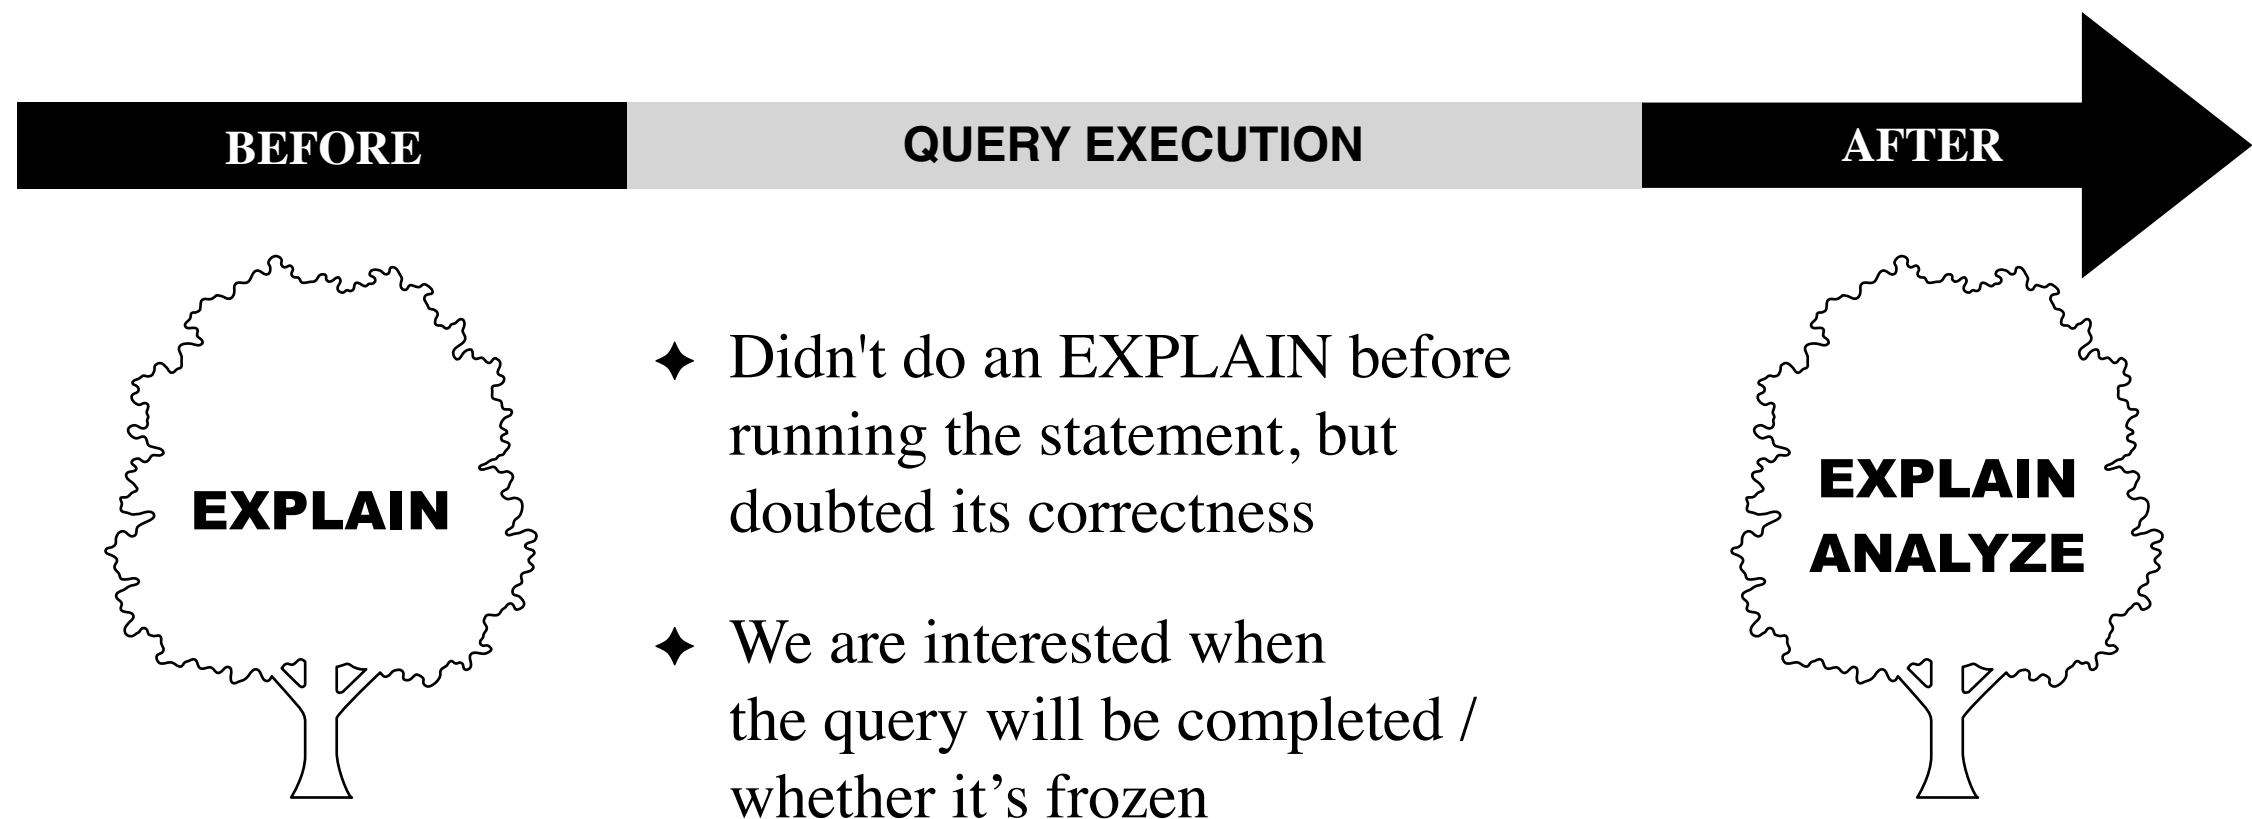 BEFORE
QUERY EXECUTION
AFTER
EXPLAIN
Didn't do an EXPLAIN before
running the statement, but
doubted its correctness
We are interested when
the query will be completed /
whether it’s frozen
EXPLAIN
ANALYZE